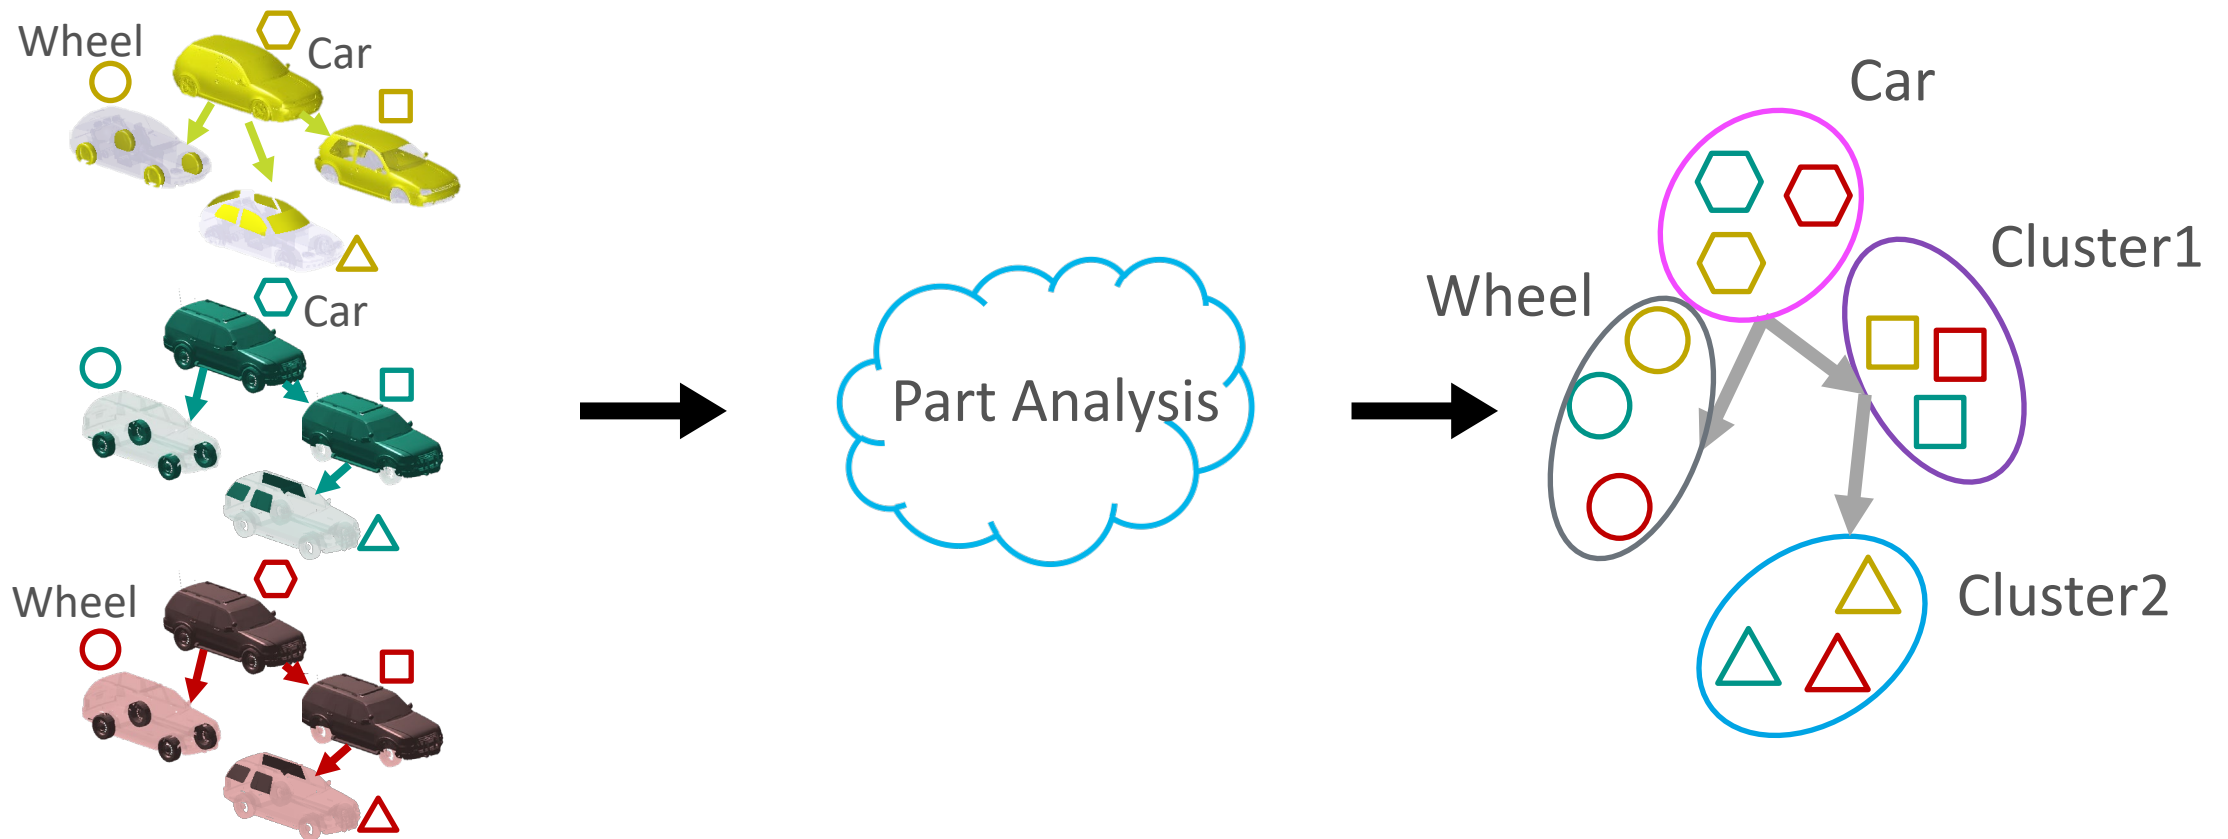 Wheel
Car
Car
Wheel
Part Analysis
Car
Cluster1
Wheel
Cluster2